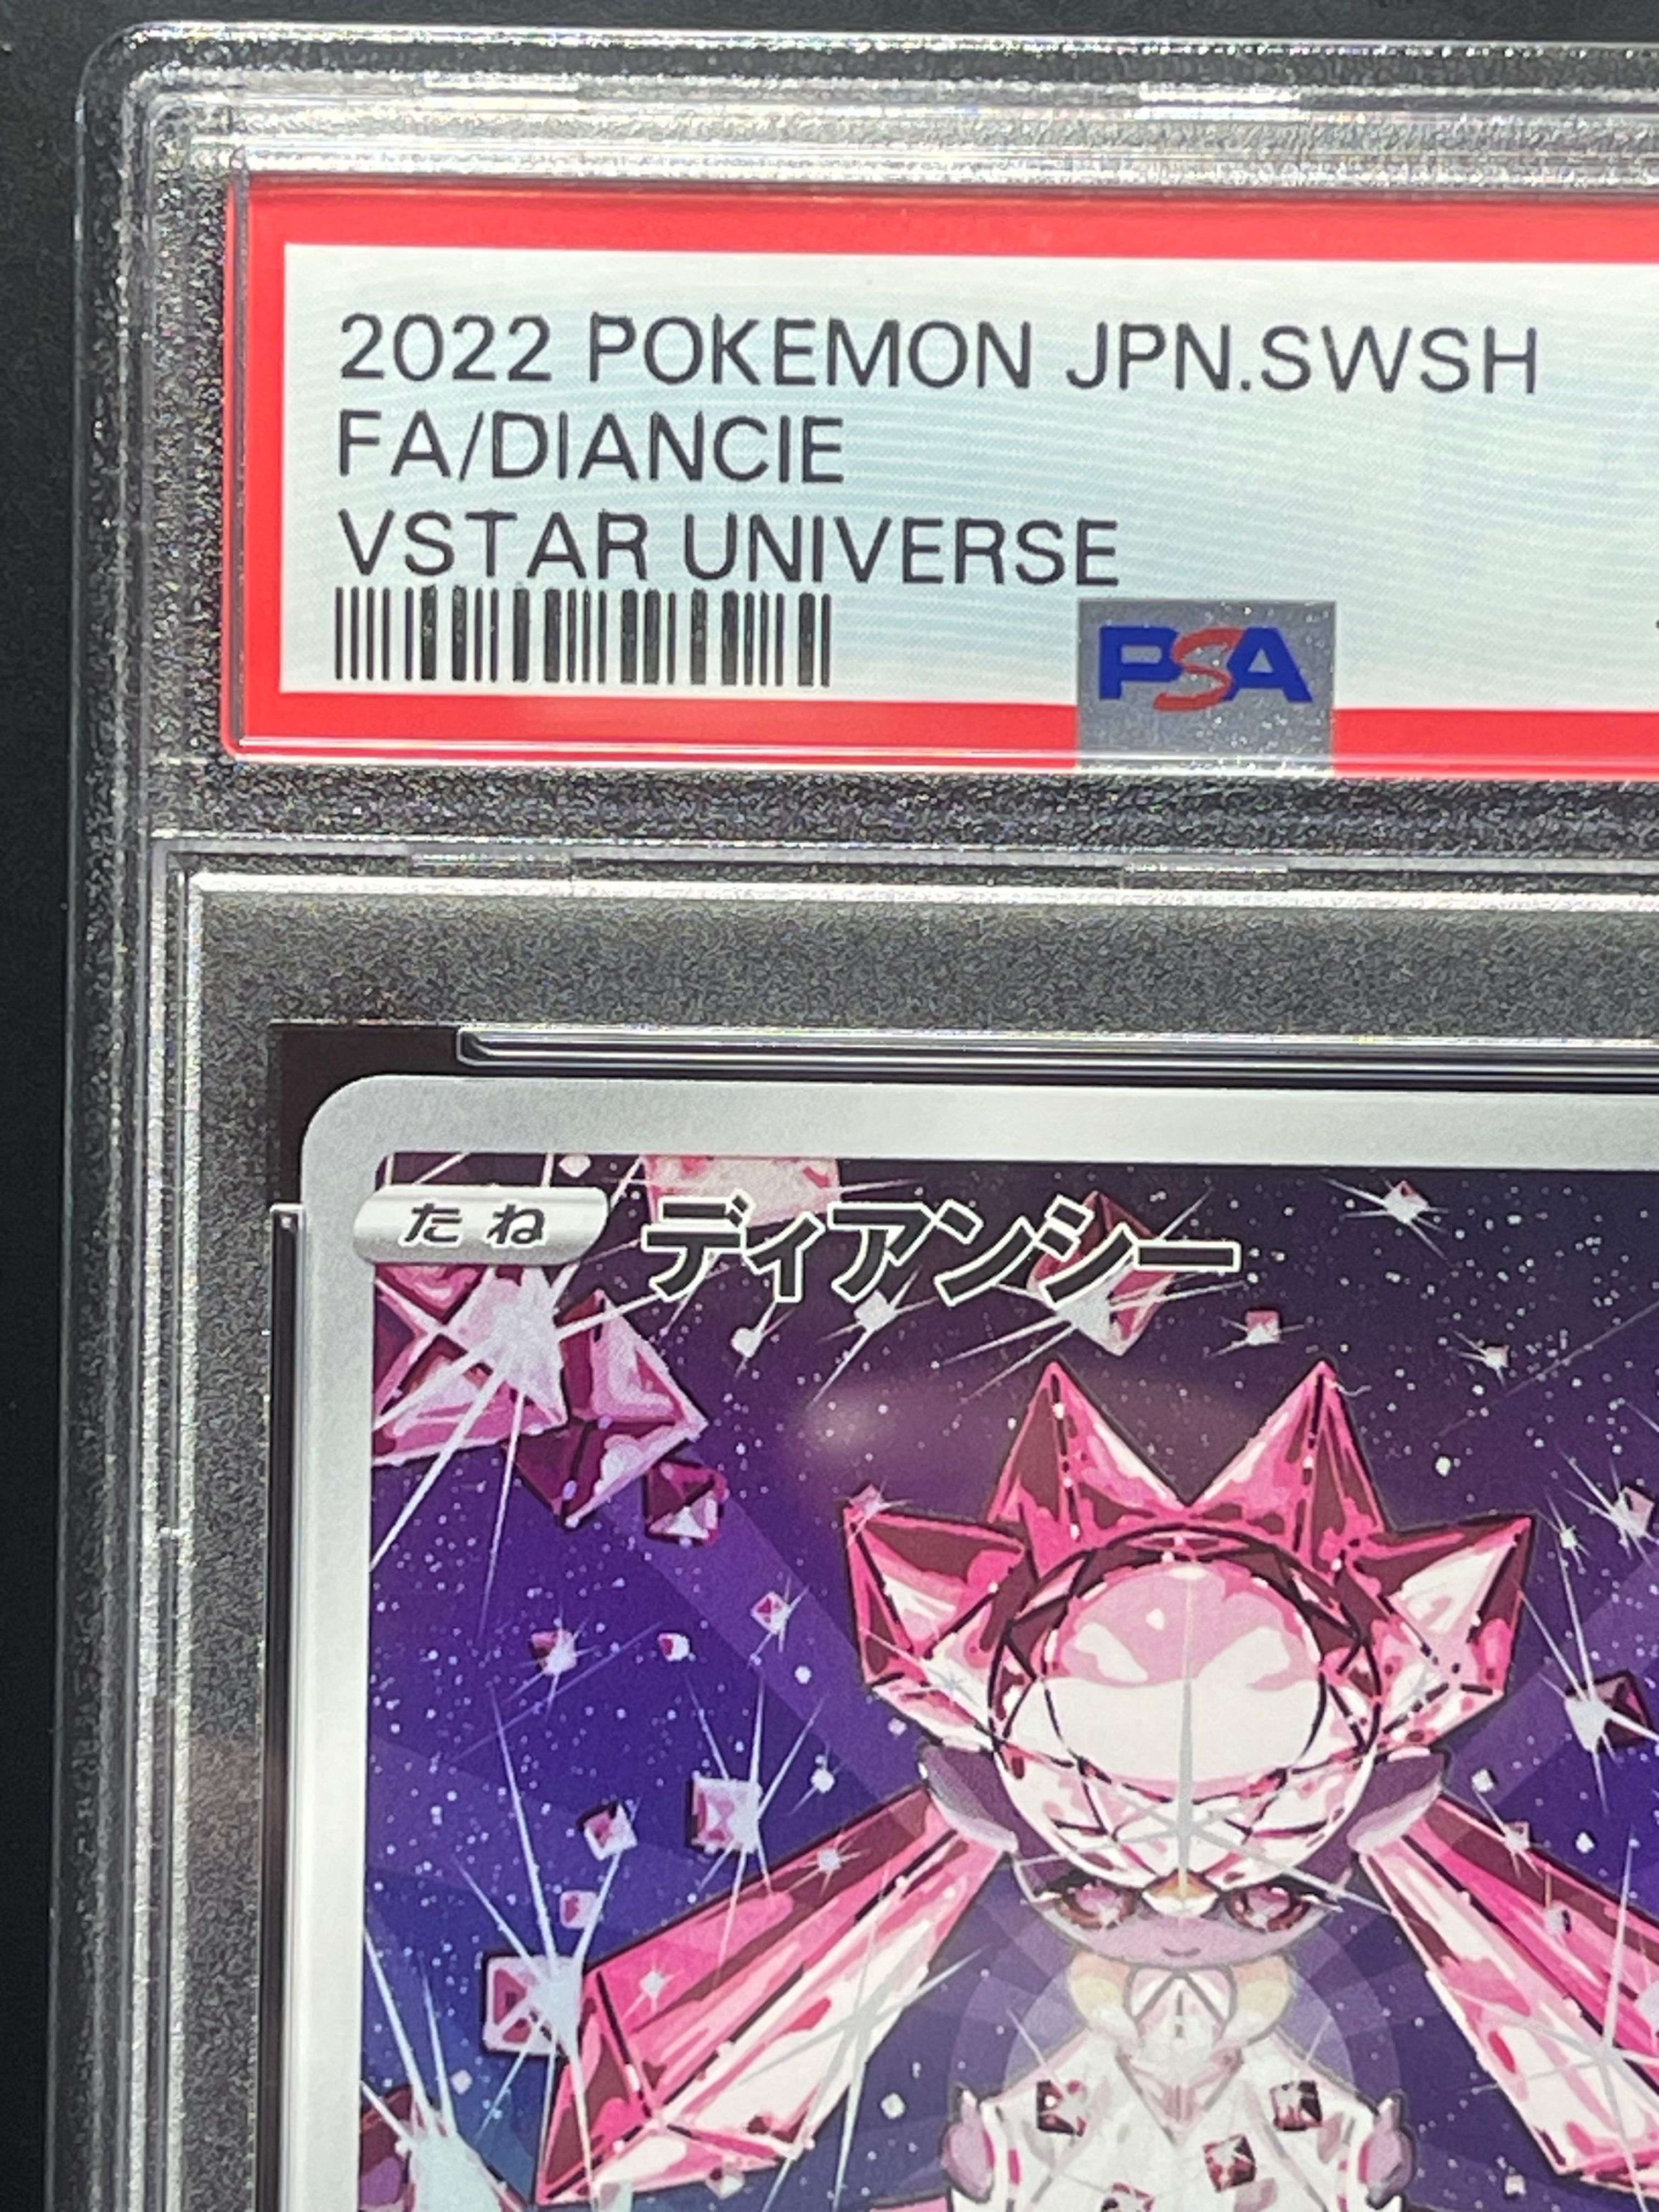 2022 POKEMON JPN.SWSH
FA/DIANCIE
VSTAR UNIVERSE
PSA
たね ディアンシー